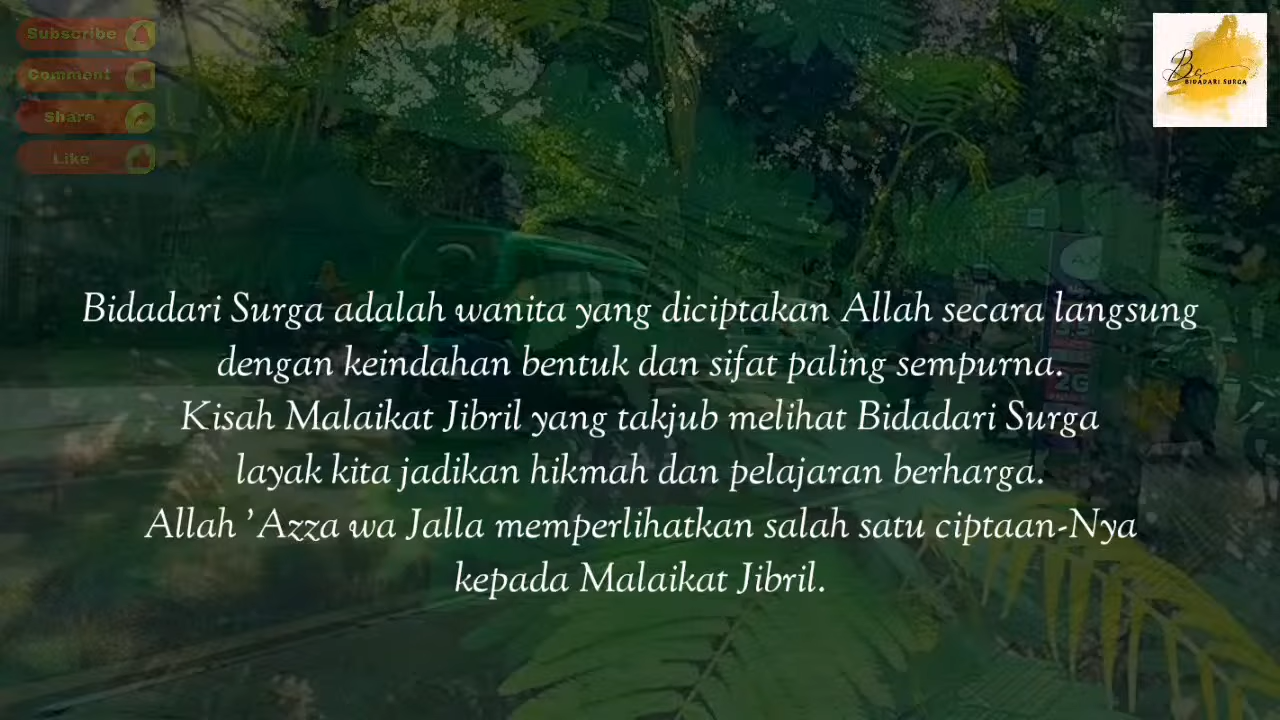 Subscribe
Comment
Share
Like
BIDADARI SURGA
Bidadari Surga adalah wanita yang diciptakan Allah secara langsung
dengan keindahan bentuk dan sifat paling sempurna.
Kisah Malaikat Jibril yang takjub melihat Bidadari Surga
layak kita jadikan hikmah dan pelajaran berharga.
Allah ’Azza wa Jalla memperlihatkan salah satu ciptaan-Nya
kepada Malaikat Jibril.
2G